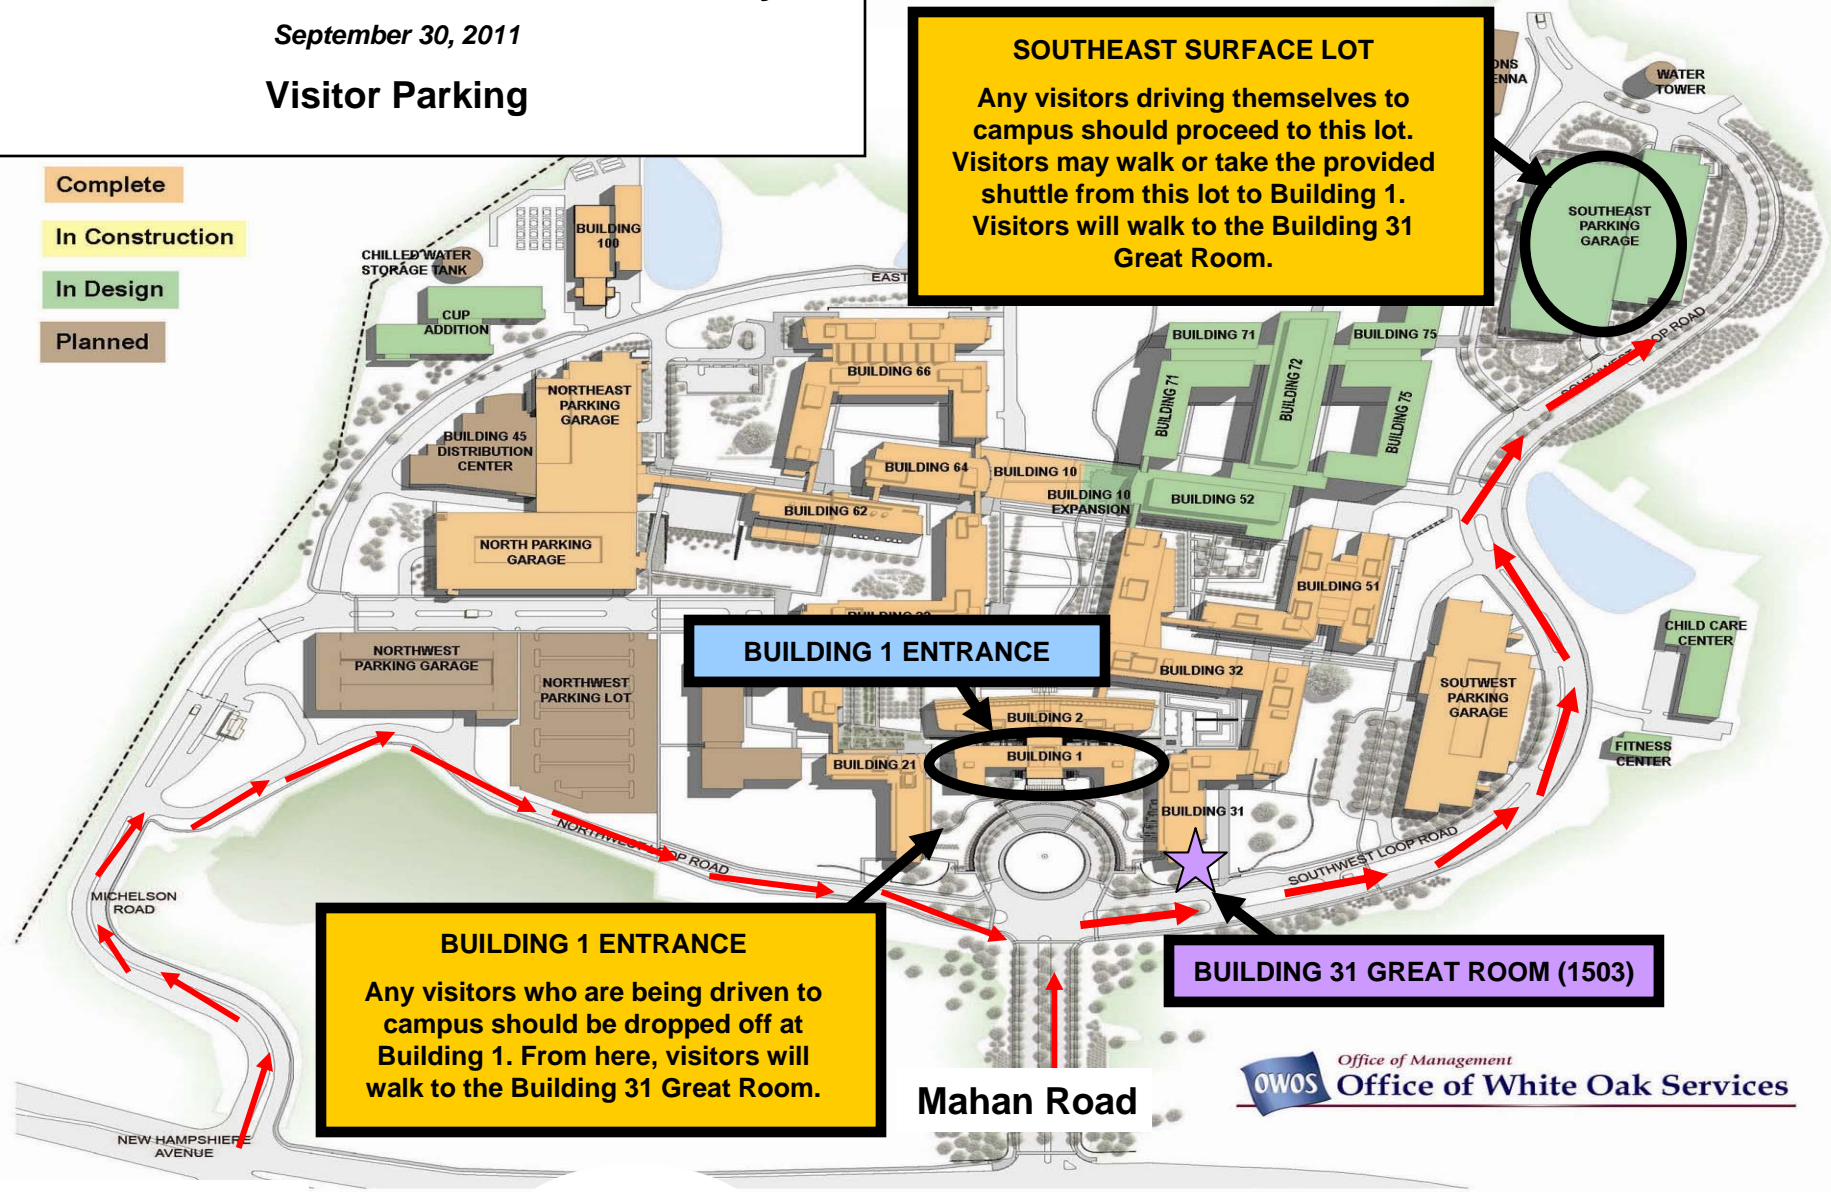 September 30, 2011
Visitor Parking
SOUTHEAST SURFACE LOT
Any visitors driving themselves to
campus should proceed to this lot.
Visitors may walk or take the provided
shuttle from this lot to Building 1.
Visitors will walk to the Building 31
Great Room.
WATER
TOWER
Complete
In Construction
In Design
Planned
BUILDING
100
CHILLED WATER
STORAGE TANK
CUP
ADDITION
EAST
SOUTHEAST
PARKING
GARAGE
SOUTHWEST LOOP ROAD
BUILDING 71
BUILDING 75
BUILDING 66
BUILDING 71
BUILDING 72
BUILDING 75
NORTHEAST
PARKING
GARAGE
BUILDING 45
DISTRIBUTION
CENTER
BUILDING 64
BUILDING 10
BUILDING 10
EXPANSION
BUILDING 52
BUILDING 62
NORTH PARKING
GARAGE
BUILDING 51
CHILD CARE
CENTER
NORTHWEST
PARKING GARAGE
NORTHWEST
PARKING LOT
BUILDING 1 ENTRANCE
BUILDING 32
SOUTWEST
PARKING
GARAGE
BUILDING 2
BUILDING 1
BUILDING 21
FITNESS
CENTER
BUILDING 31
NORTHWEST LOOP ROAD
SOUTHWEST LOOP ROAD
MICHELSON
ROAD
BUILDING 1 ENTRANCE
Any visitors who are being driven to
campus should be dropped off at
Building 1. From here, visitors will
walk to the Building 31 Great Room.
BUILDING 31 GREAT ROOM (1503)
Mahan Road
NEW HAMPSHIERE
AVENUE
OWOS
Office of Management
Office of White Oak Services